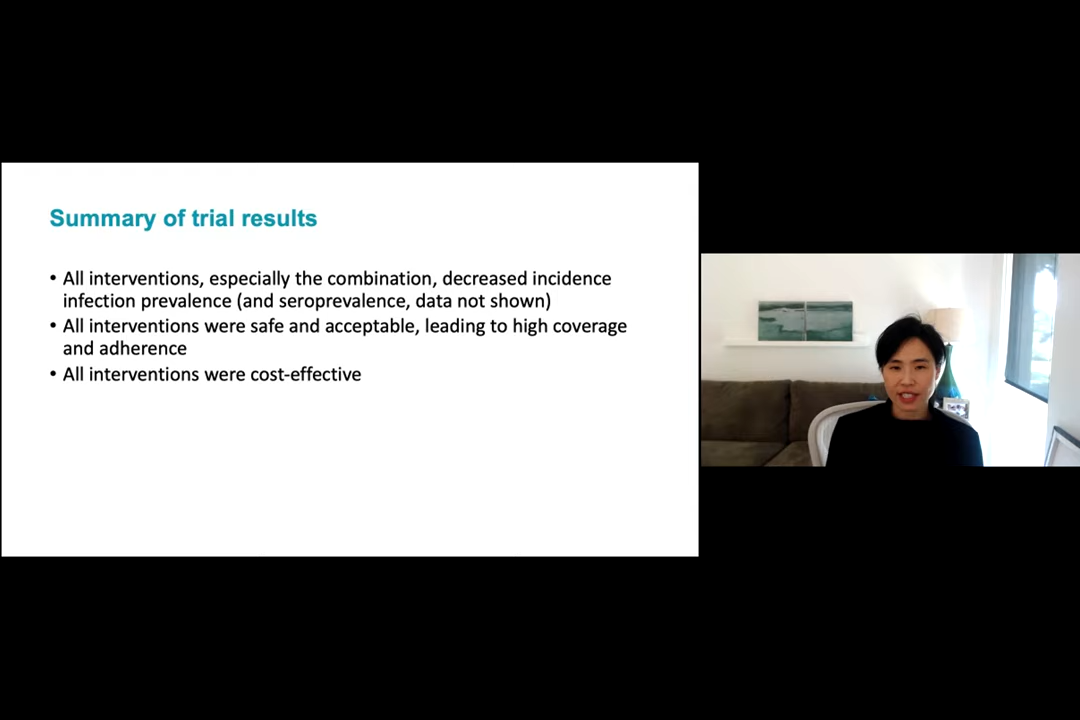 Summary of trial results
• All interventions, especially the combination, decreased incidence
infection prevalence (and seroprevalence, data not shown)
• All interventions were safe and acceptable, leading to high coverage
and adherence
• All interventions were cost-effective